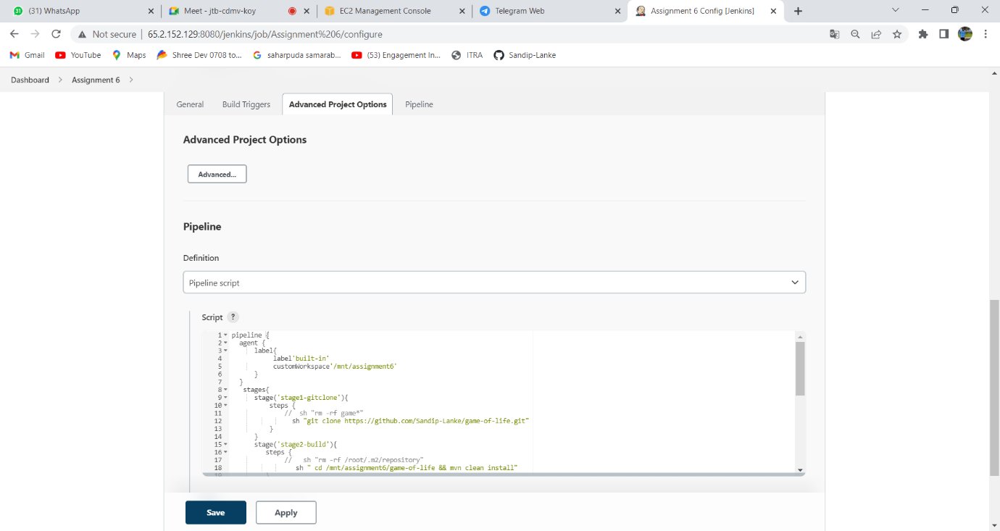 (31) WhatsApp
Meet - jtb-cdmv-koy
EC2 Management Console
Telegram Web
Assignment 6 Config [Jenkins]
Not secure 65.2.152.129:8080/jenkins/job/Assignment%206/configure
Gmail YouTube Maps Shree Dev 0708 to... saharpuda samarab... (53) Engagement In... ITRA Sandip-Lanke
Dashboard > Assignment 6 >
General Build Triggers Advanced Project Options Pipeline
Advanced Project Options
Advanced...
Pipeline
Definition
Pipeline script
Script ?
1 pipeline {
2 agent {
3 label{
4 label'built-in'
5 customWorkspace'/mnt/assignment6'
6 }
7 }
8 stages{
9 stage('stage1-gitclone'){
10 steps {
11 // sh "rm -rf game*"
12 sh "git clone https://github.com/Sandip-Lanke/game-of-life.git"
13 }
14 }
15 stage('stage2-build'){
16 steps {
17 // sh "rm -rf /root/.m2/repository"
18 sh " cd /mnt/assignment6/game-of-life && mvn clean install"
Save Apply